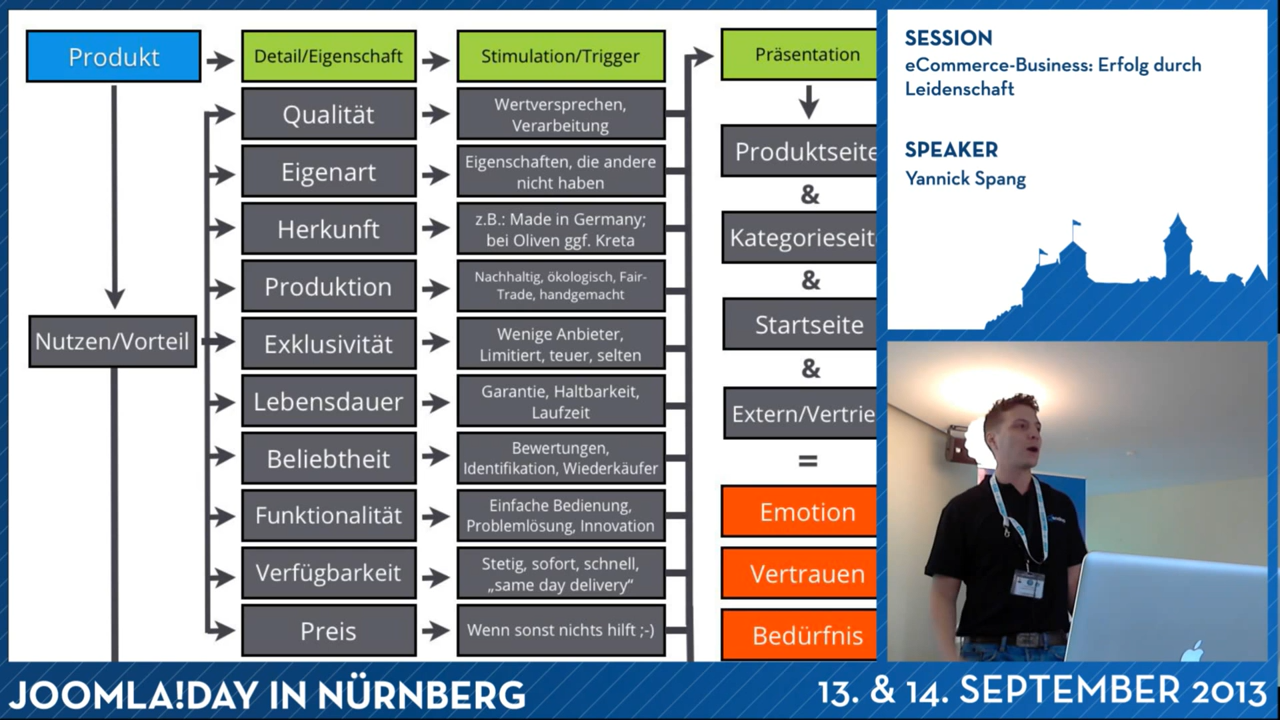 Produkt
Detail/Eigenschaft
Stimulation/Trigger
Präsentation
Qualität
Wertversprechen,
Verarbeitung
Eigenart
Eigenschaften, die andere
nicht haben
Herkunft
z.B.: Made in Germany;
bei Oliven ggf. Kreta
Produktion
Nachhaltig, ökologisch, Fair-
Trade, handgemacht
Nutzen/Vorteil
Exklusivität
Wenige Anbieter,
Limitiert, teuer, selten
Lebensdauer
Garantie, Haltbarkeit,
Laufzeit
Beliebtheit
Bewertungen,
Identifikation, Wiederkäufer
Funktionalität
Einfache Bedienung,
Problemlösung, Innovation
Verfügbarkeit
Stetig, sofort, schnell,
„same day delivery“
Preis
Wenn sonst nichts hilft ;-)
Produktseite
&
Kategorieseit
&
Startseite
&
Extern/Vertrie
=
Emotion
Vertrauen
Bedürfnis
SESSION
eCommerce-Business: Erfolg durch
Leidenschaft
SPEAKER
Yannick Spang
JOOMLA!DAY IN NÜRNBERG
13. & 14. SEPTEMBER 2013